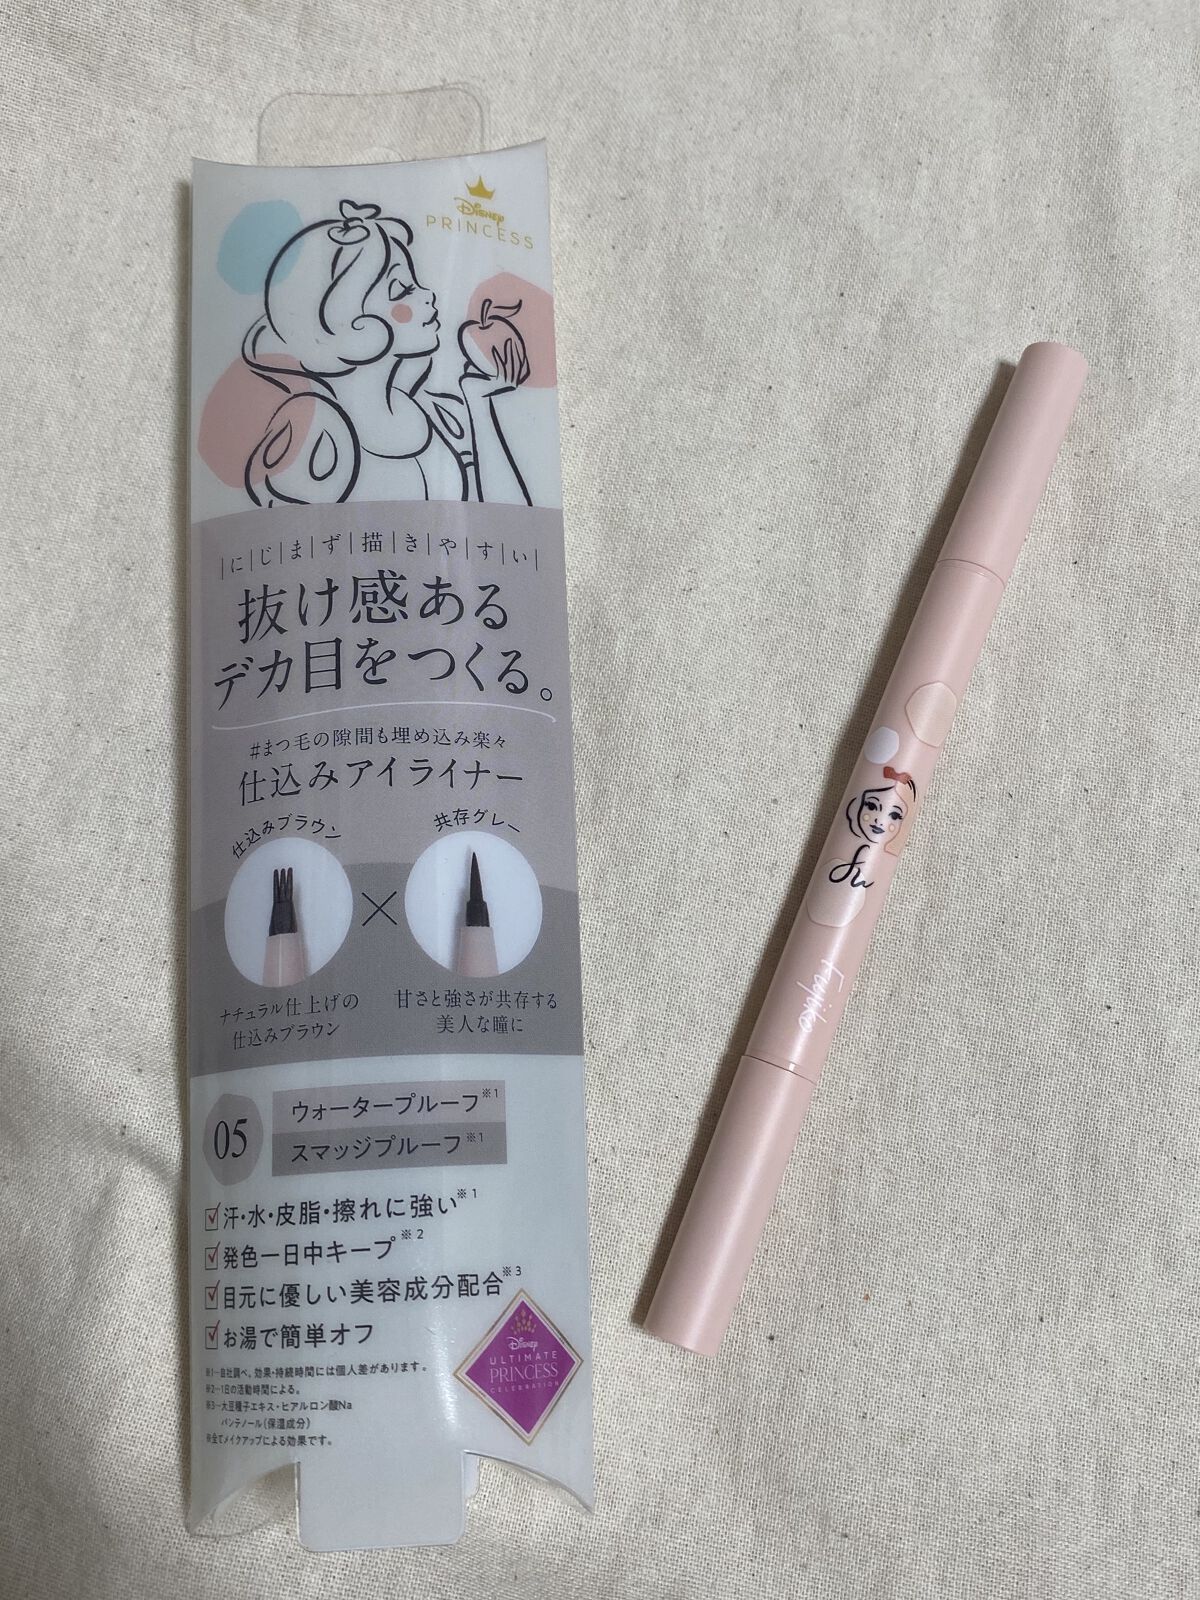 Disney
PRINCESS
|に|じ|ま|ず|描|き|や|す|い|
抜け感ある
デカ目をつくる。
#まつ毛の隙間も埋め込み楽々
仕込みアイライナー
仕込みブラウン
共存グレー
×
ナチュラル仕上げの
仕込みブラウン
甘さと強さが共存する
美人な瞳に
05
ウォータープルーフ※1
スマッジプルーフ※1
汗・水・皮脂・擦れに強い※1
発色一日中キープ※2
目元に優しい美容成分配合※3
お湯で簡単オフ
※1…自社調べ。効果・持続時間には個人差があります。
※2…1日の活動時間による。
※3…大豆種子エキス・ヒアルロン酸Na
パンテノール(保湿成分)
※全てメイクアップによる効果です。
Disney
ULTIMATE
PRINCESS
CELEBRATION
Fujiko